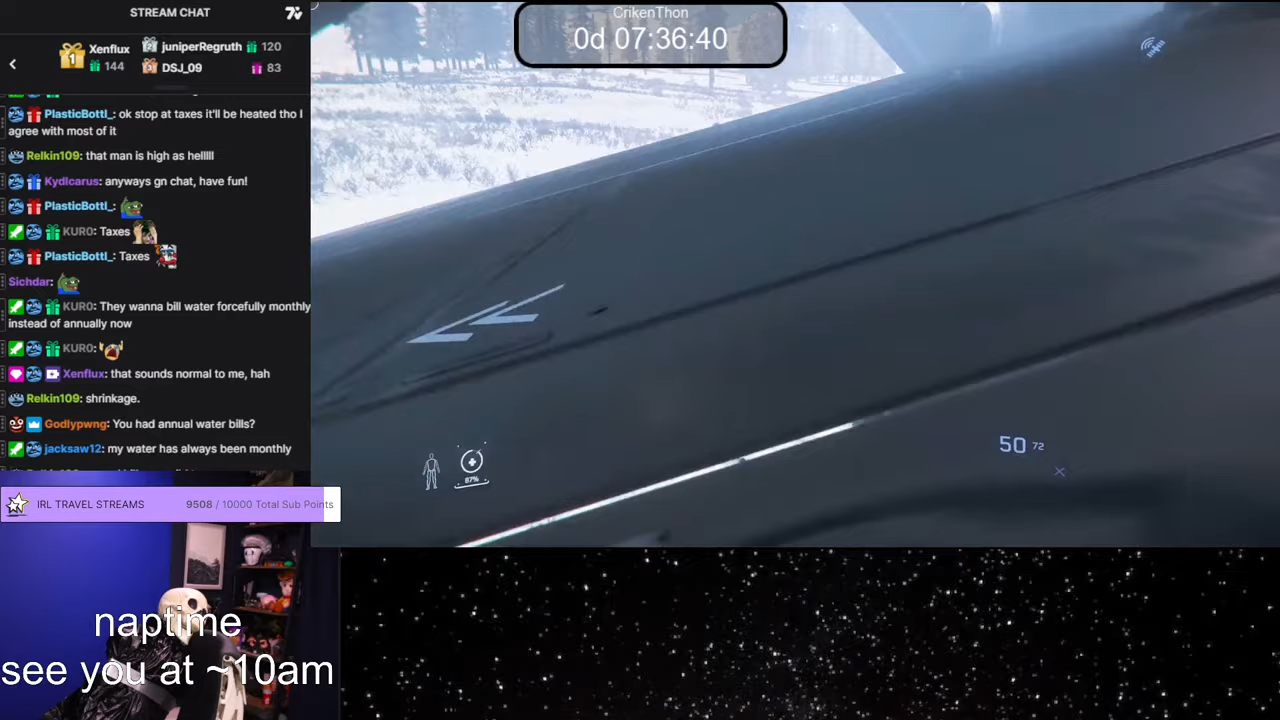 STREAM CHAT
Xenflux
144
juniperRegruth 120
DSJ_09 83
PlasticBottl_: ok stop at taxes it'll be heated tho I
agree with most of it
Relkin109: that man is high as hellllll
KydIcarus: anyways gn chat, have fun!
PlasticBottl_:
KUR0: Taxes
PlasticBottl_: Taxes
Sichdar:
KUR0: They wanna bill water forcefully monthly
instead of annually now
KUR0:
Xenflux: that sounds normal to me, hah
Relkin109: shrinkage.
Godlypwng: You had annual water bills?
jacksaw12: my water has always been monthly
IRL TRAVEL STREAMS 9508 / 10000 Total Sub Points
naptime
see you at ~10am
CrikenThon
0d 07:36:40
87%
50 72